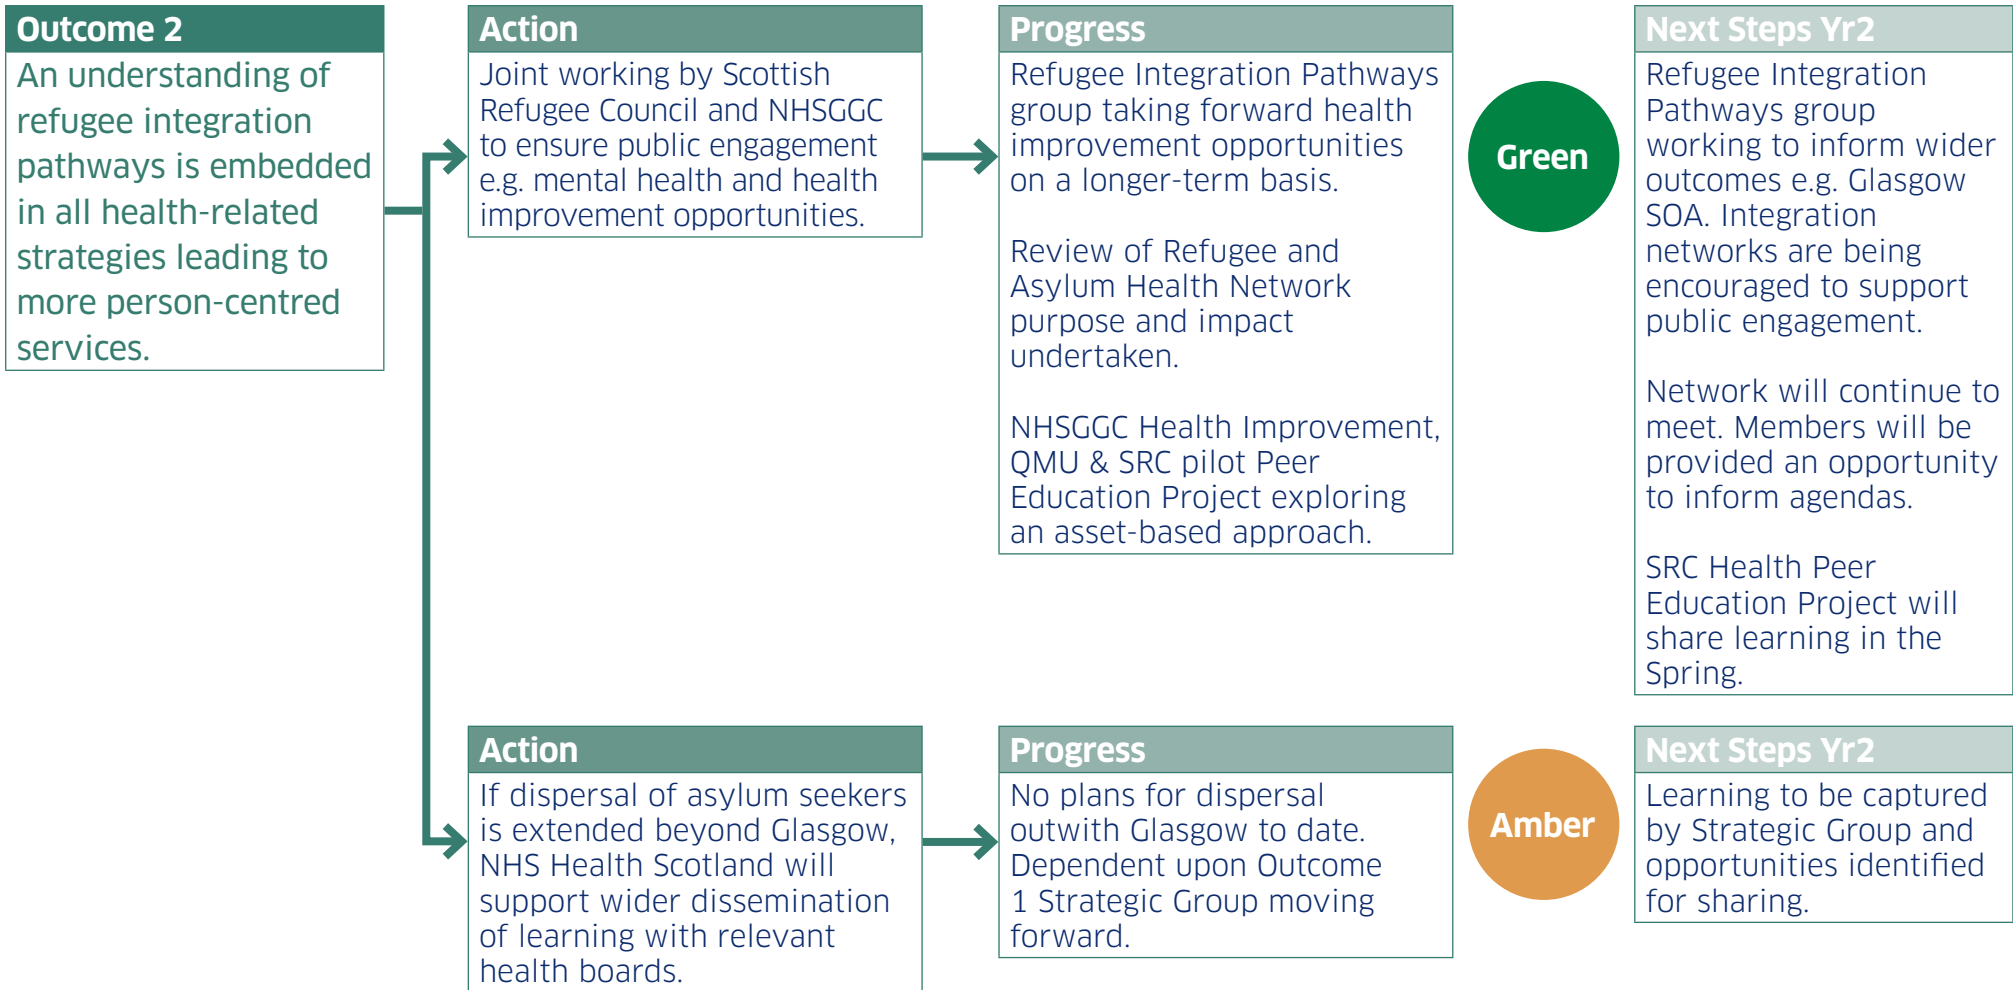 Outcome 2
An understanding of
refugee integration
pathways is embedded
in all health-related
strategies leading to
more person-centred
services.
Action
Joint working by Scottish
Refugee Council and NHSGGC
to ensure public engagement
e.g. mental health and health
improvement opportunities.
Progress
Refugee Integration Pathways
group taking forward health
improvement opportunities
on a longer-term basis.
Review of Refugee and
Asylum Health Network
purpose and impact
undertaken.
NHSGGC Health Improvement,
QMU & SRC pilot Peer
Education Project exploring
an asset-based approach.
Green
Next Steps Yr2
Refugee Integration
Pathways group
working to inform wider
outcomes e.g. Glasgow
SOA. Integration
networks are being
encouraged to support
public engagement.
Network will continue to
meet. Members will be
provided an opportunity
to inform agendas.
SRC Health Peer
Education Project will
share learning in the
Spring.
Action
If dispersal of asylum seekers
is extended beyond Glasgow,
NHS Health Scotland will
support wider dissemination
of learning with relevant
health boards.
Progress
No plans for dispersal
outwith Glasgow to date.
Dependent upon Outcome
1 Strategic Group moving
forward.
Amber
Next Steps Yr2
Learning to be captured
by Strategic Group and
opportunities identified
for sharing.